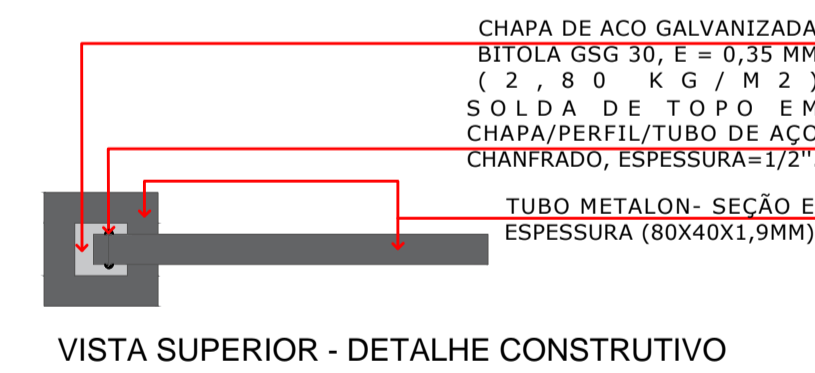 CHAPA DE ACO GALVANIZADA
BITOLA GSG 30, E = 0,35 MM
( 2 , 8 0 K G / M 2 )
S O L D A D E T O P O E M
CHAPA/PERFIL/TUBO DE AÇO
CHANFRADO, ESPESSURA=1/2''.
TUBO METALON- SEÇÃO E
ESPESSURA (80X40X1,9MM)
VISTA SUPERIOR - DETALHE CONSTRUTIVO